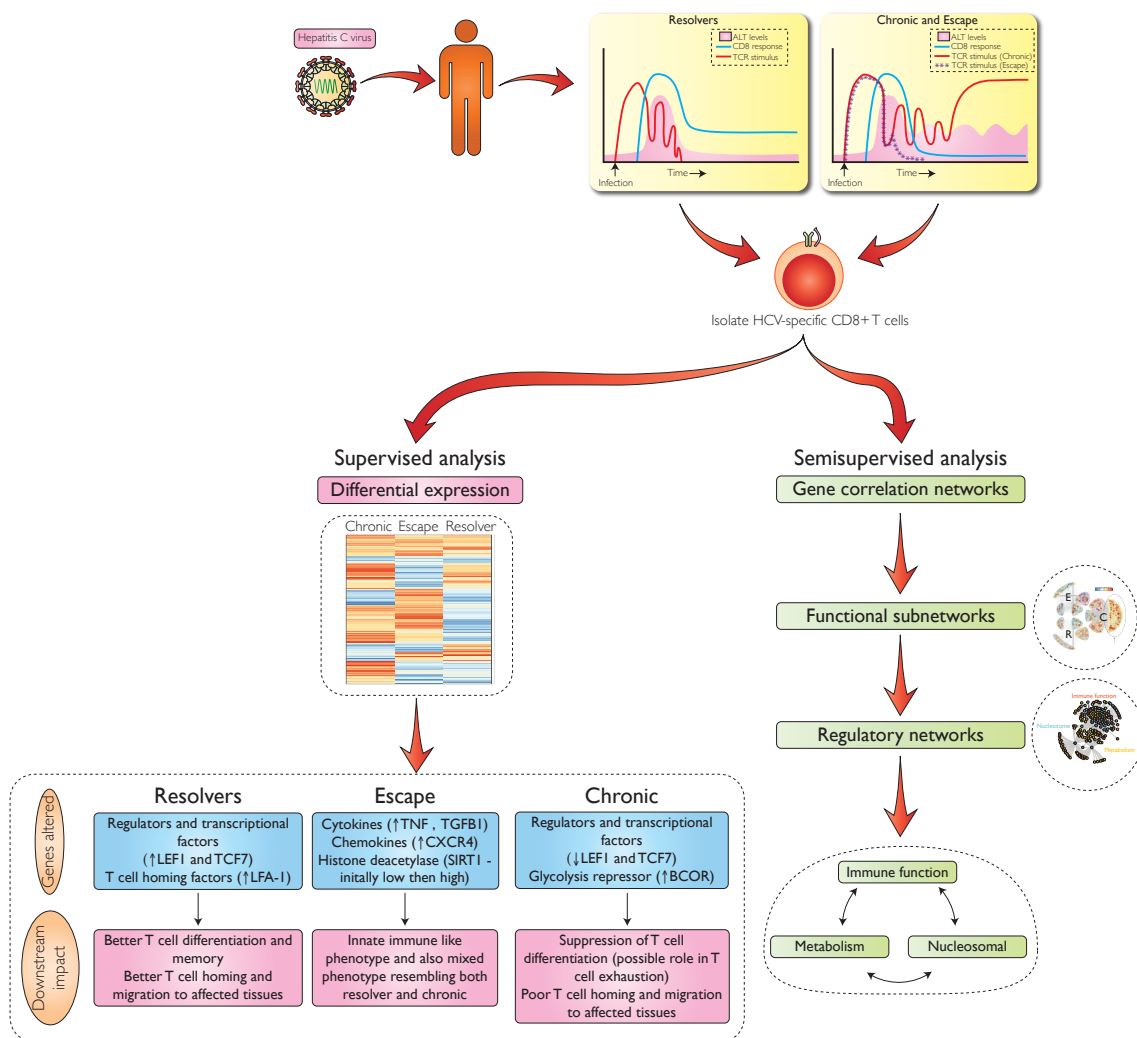 Hepatitis C virus
Resolvers
ALT levels
CD8 response
TCR stimulus
Infection
Time
Chronic and Escape
ALT levels
CD8 response
TCR stimulus (Chronic)
TCR stimulus (Escape)
Infection
Time
Isolate HCV-specific CD8+ T cells
Supervised analysis
Differential expression
Chronic Escape Resolver
Semisupervised analysis
Gene correlation networks
Functional subnetworks
E
C
R
Regulatory networks
Immune function
Nucleosome
Metabolism
Immune function
Metabolism
Nucleosomal
Genes altered
Resolvers
Regulators and transcriptional
factors
(↑LEF1 and TCF7)
T cell homing factors (↑LFA-1)
Escape
Cytokines (↑TNF , TGFB1)
Chemokines (↑CXCR4)
Histone deacetylase (SIRT1 -
initally low then high)
Chronic
Regulators and transcriptional
factors
(↓LEF1 and TCF7)
Glycolysis repressor (↑BCOR)
Downstream
impact
Better T cell differentiation and
memory
Better T cell homing and
migration to affected tissues
Innate immune like
phenotype and also mixed
phenotype resembling both
resolver and chronic
Suppression of T cell
differentiation (possible role in T
cell exhaustion)
Poor T cell homing and migration
to affected tissues